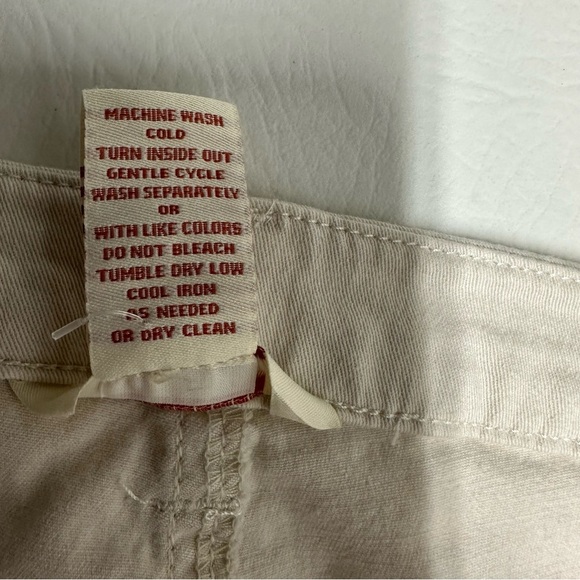 MACHINE WASH
COLD
TURN INSIDE OUT
GENTLE CYCLE
WASH SEPARATELY
OR
WITH LIKE COLORS
DO NOT BLEACH
TUMBLE DRY LOW
COOL IRON
AS NEEDED
OR DRY CLEAN